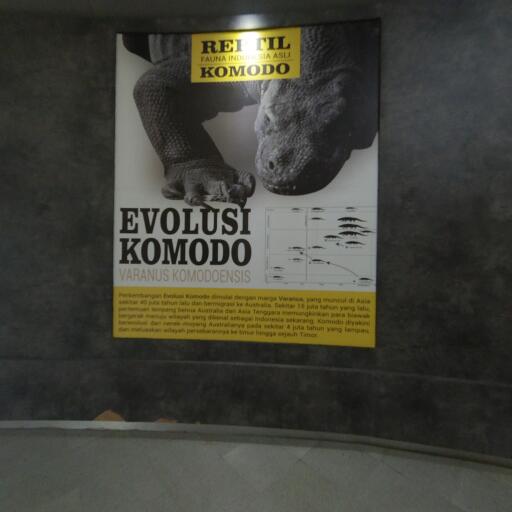 REPTIL
FAUNA INDONESIA ASLI
KOMODO
EVOLUSI
KOMODO
VARANUS KOMODOENSIS
Perkembangan Evolusi Komodo dimulai dengan marga Varanus, yang muncul di Asia
sekitar 40 juta tahun lalu dan bermigrasi ke Australia. Sekitar 15 juta tahun yang lalu,
pertemuan lempang benua Australia dan Asia Tenggara memungkinkan para biawak
bergerak menuju wilayah yang dikenal sebagai Indonesia sekarang. Komodo diyakini
berevolusi dari nenek-moyang Australianya pada sekitar 4 juta tahun yang lampau,
dan meluaskan wilayah persebarannya ke timur hingga sejauh Timor.